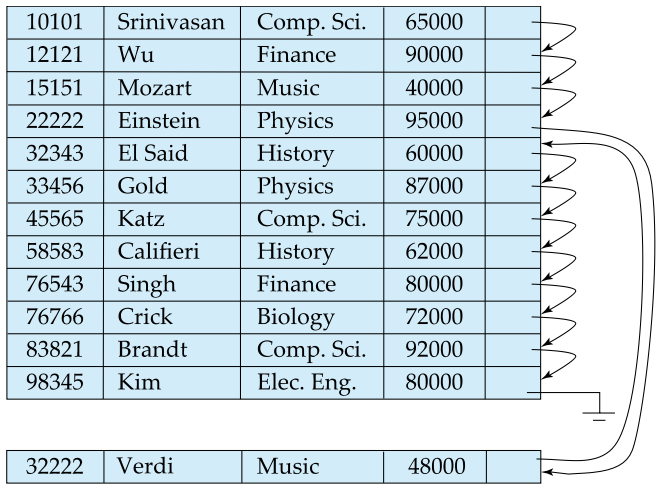 10101 Srinivasan Comp. Sci. 65000
12121 Wu Finance 90000
15151 Mozart Music 40000
22222 Einstein Physics 95000
32343 El Said History 60000
33456 Gold Physics 87000
45565 Katz Comp. Sci. 75000
58583 Califieri History 62000
76543 Singh Finance 80000
76766 Crick Biology 72000
83821 Brandt Comp. Sci. 92000
98345 Kim Elec. Eng. 80000
32222 Verdi Music 48000